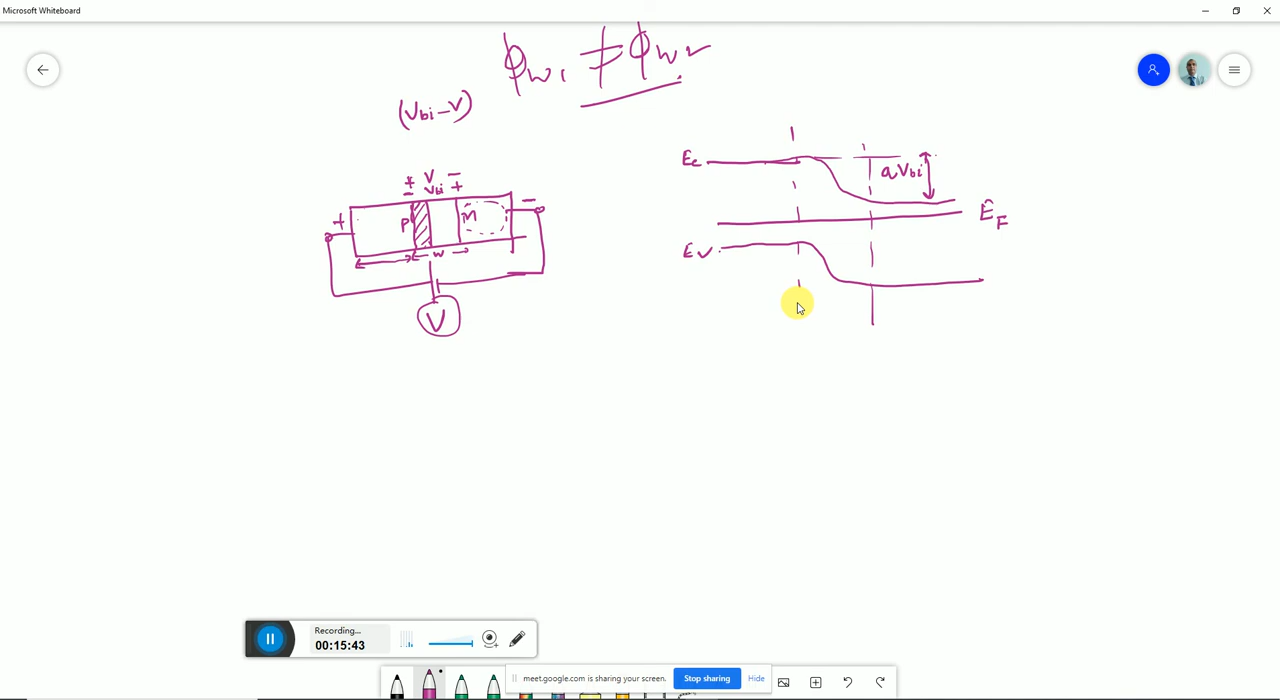 Microsoft Whiteboard
ϕw₁ ≠ ϕw₂
(Vbi-V)
+ V -
- Vbi +
+ P n -
w
V
Ec
qVbi
EF
Ev
Recording...
00:15:43
meet.google.com is sharing your screen.
Stop sharing
Hide